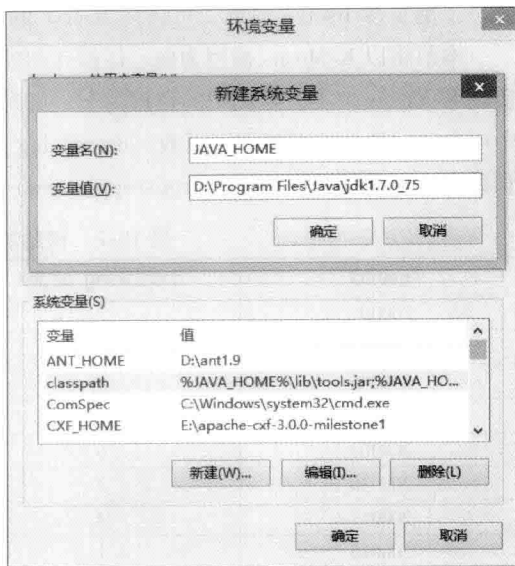 环境变量
新建系统变量
变量名(N):
JAVA_HOME
变量值(V):
D:\Program Files\Java\jdk1.7.0_75
确定
取消
系统变量(S)
变量 值
ANT_HOME D:\ant1.9
classpath %JAVA_HOME%\lib\tools.jar;%JAVA_HO...
ComSpec C:\Windows\system32\cmd.exe
CXF_HOME E:\apache-cxf-3.0.0-milestone1
新建(W)... 编辑(I)... 删除(L)
确定 取消